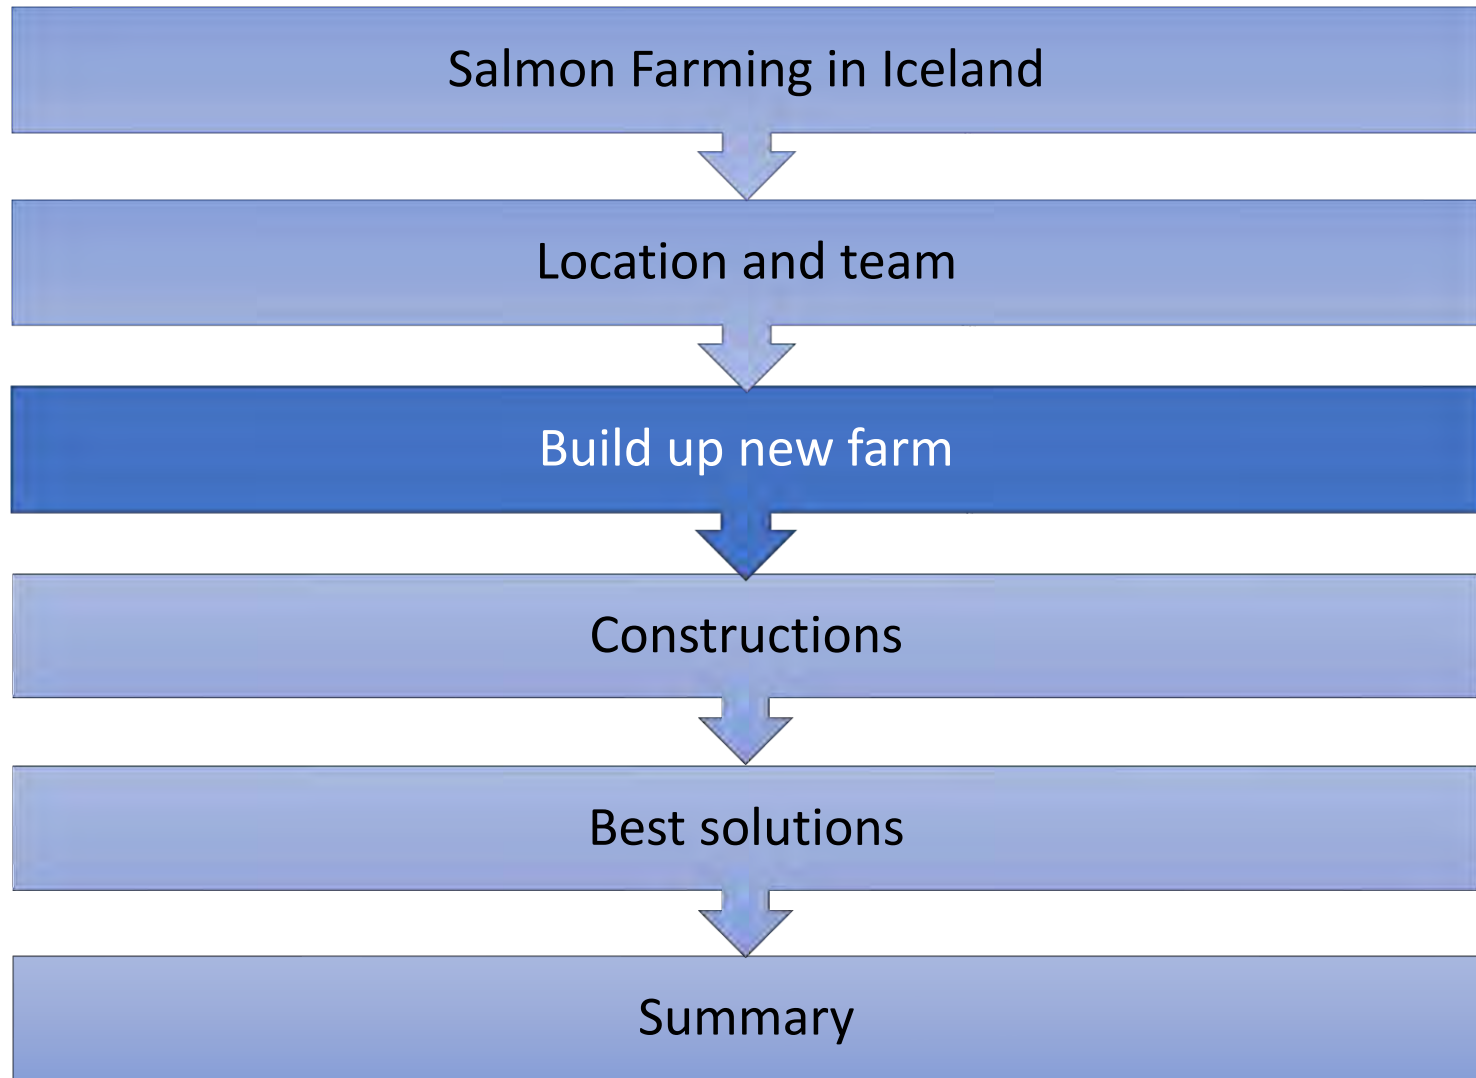 Salmon Farming in Iceland
Location and team
Build up new farm
Constructions
Best solutions
Summary